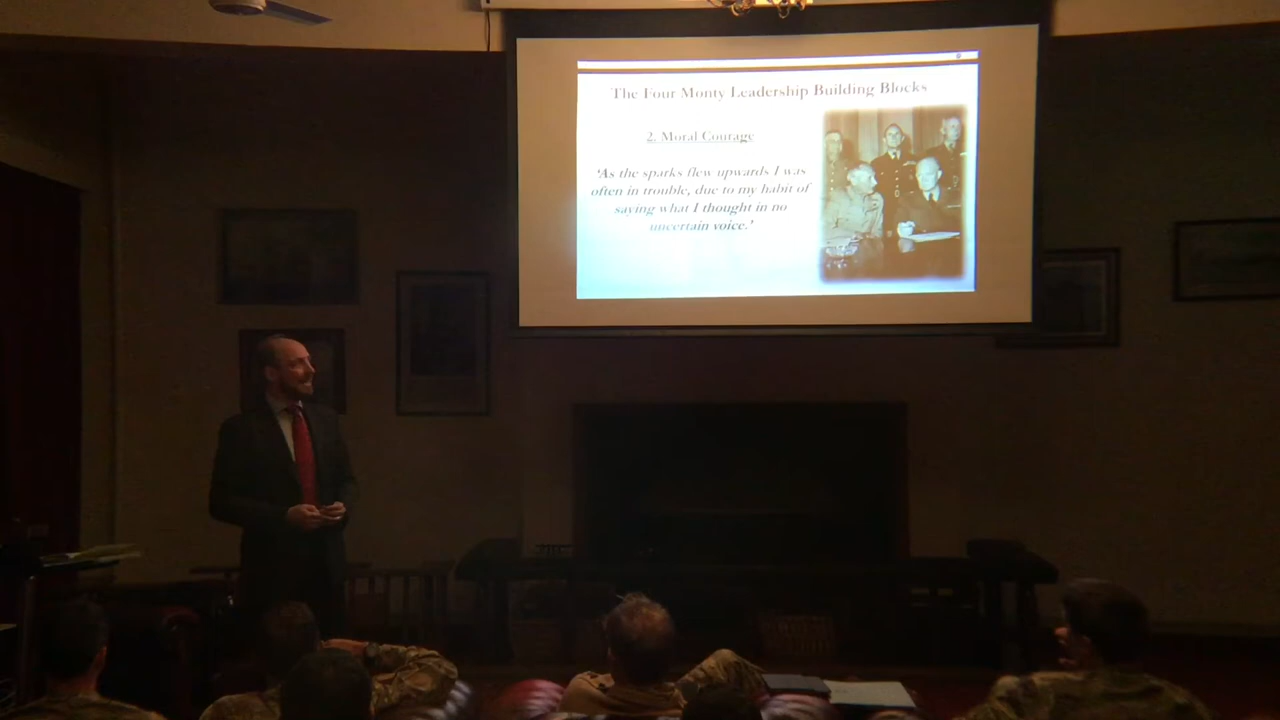 The Four Monty Leadership Building Blocks
2. Moral Courage
'As the sparks flew upwards I was
often in trouble, due to my habit of
saying what I thought in no
uncertain voice.'